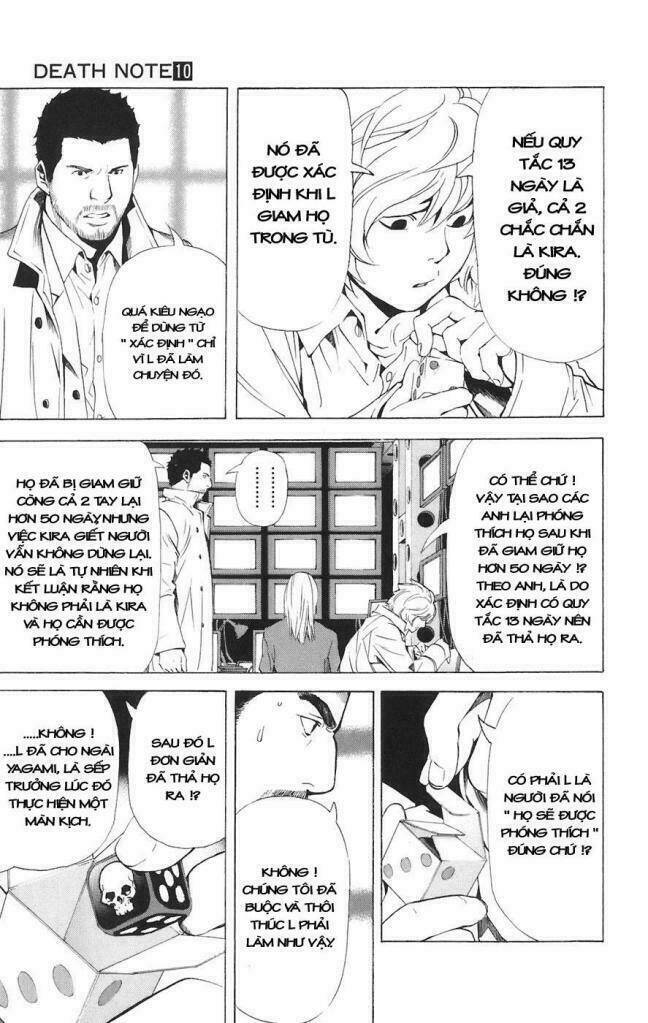 DEATH NOTE 10
NẾU QUY
TẮC 13
NGÀY LÀ
GIẢ, CẢ 2
CHẮC CHẮN
LÀ KIRA.
ĐÚNG
KHÔNG !?
NÓ ĐÃ
ĐƯỢC XÁC
ĐỊNH KHI L
GIAM HỌ
TRONG TÙ.
QUÁ KIÊU NGẠO
ĐỂ DÙNG TỪ
" XÁC ĐỊNH " CHỈ
VÌ L ĐÃ LÀM
CHUYỆN ĐÓ.
CÓ THỂ CHỨ !
VẬY TẠI SAO CÁC
ANH LẠI PHÓNG
THÍCH HỌ SAU KHI
ĐÃ GIAM GIỮ HỌ
HƠN 50 NGÀY !?
THEO ANH, LÀ DO
XÁC ĐỊNH CÓ QUY
TẮC 13 NGÀY NÊN
ĐÃ THẢ HỌ RA.
HỌ ĐÃ BỊ GIAM GIỮ
CÒNG CẢ 2 TAY LẠI
HƠN 50 NGÀY, NHƯNG
VIỆC KIRA GIẾT NGƯỜI
VẪN KHÔNG DỪNG LẠI.
NÓ SẼ LÀ TỰ NHIÊN KHI
KẾT LUẬN RẰNG HỌ
KHÔNG PHẢI LÀ KIRA
VÀ HỌ CẦN ĐƯỢC
PHÓNG THÍCH.
CÓ PHẢI L LÀ
NGƯỜI ĐÃ NÓI
" HỌ SẼ ĐƯỢC
PHÓNG THÍCH "
ĐÚNG CHỨ !?
KHÔNG !
CHÚNG TÔI ĐÃ
BUỘC VÀ THÔI
THÚC L PHẢI
LÀM NHƯ VẬY.
SAU ĐÓ L
ĐƠN GIẢN
ĐÃ THẢ HỌ
RA !?
.....KHÔNG !
....L ĐÃ CHO NGÀI
YAGAMI, LÀ SẾP
TRƯỞNG LÚC ĐÓ
THỰC HIỆN MỘT
MÀN KỊCH.